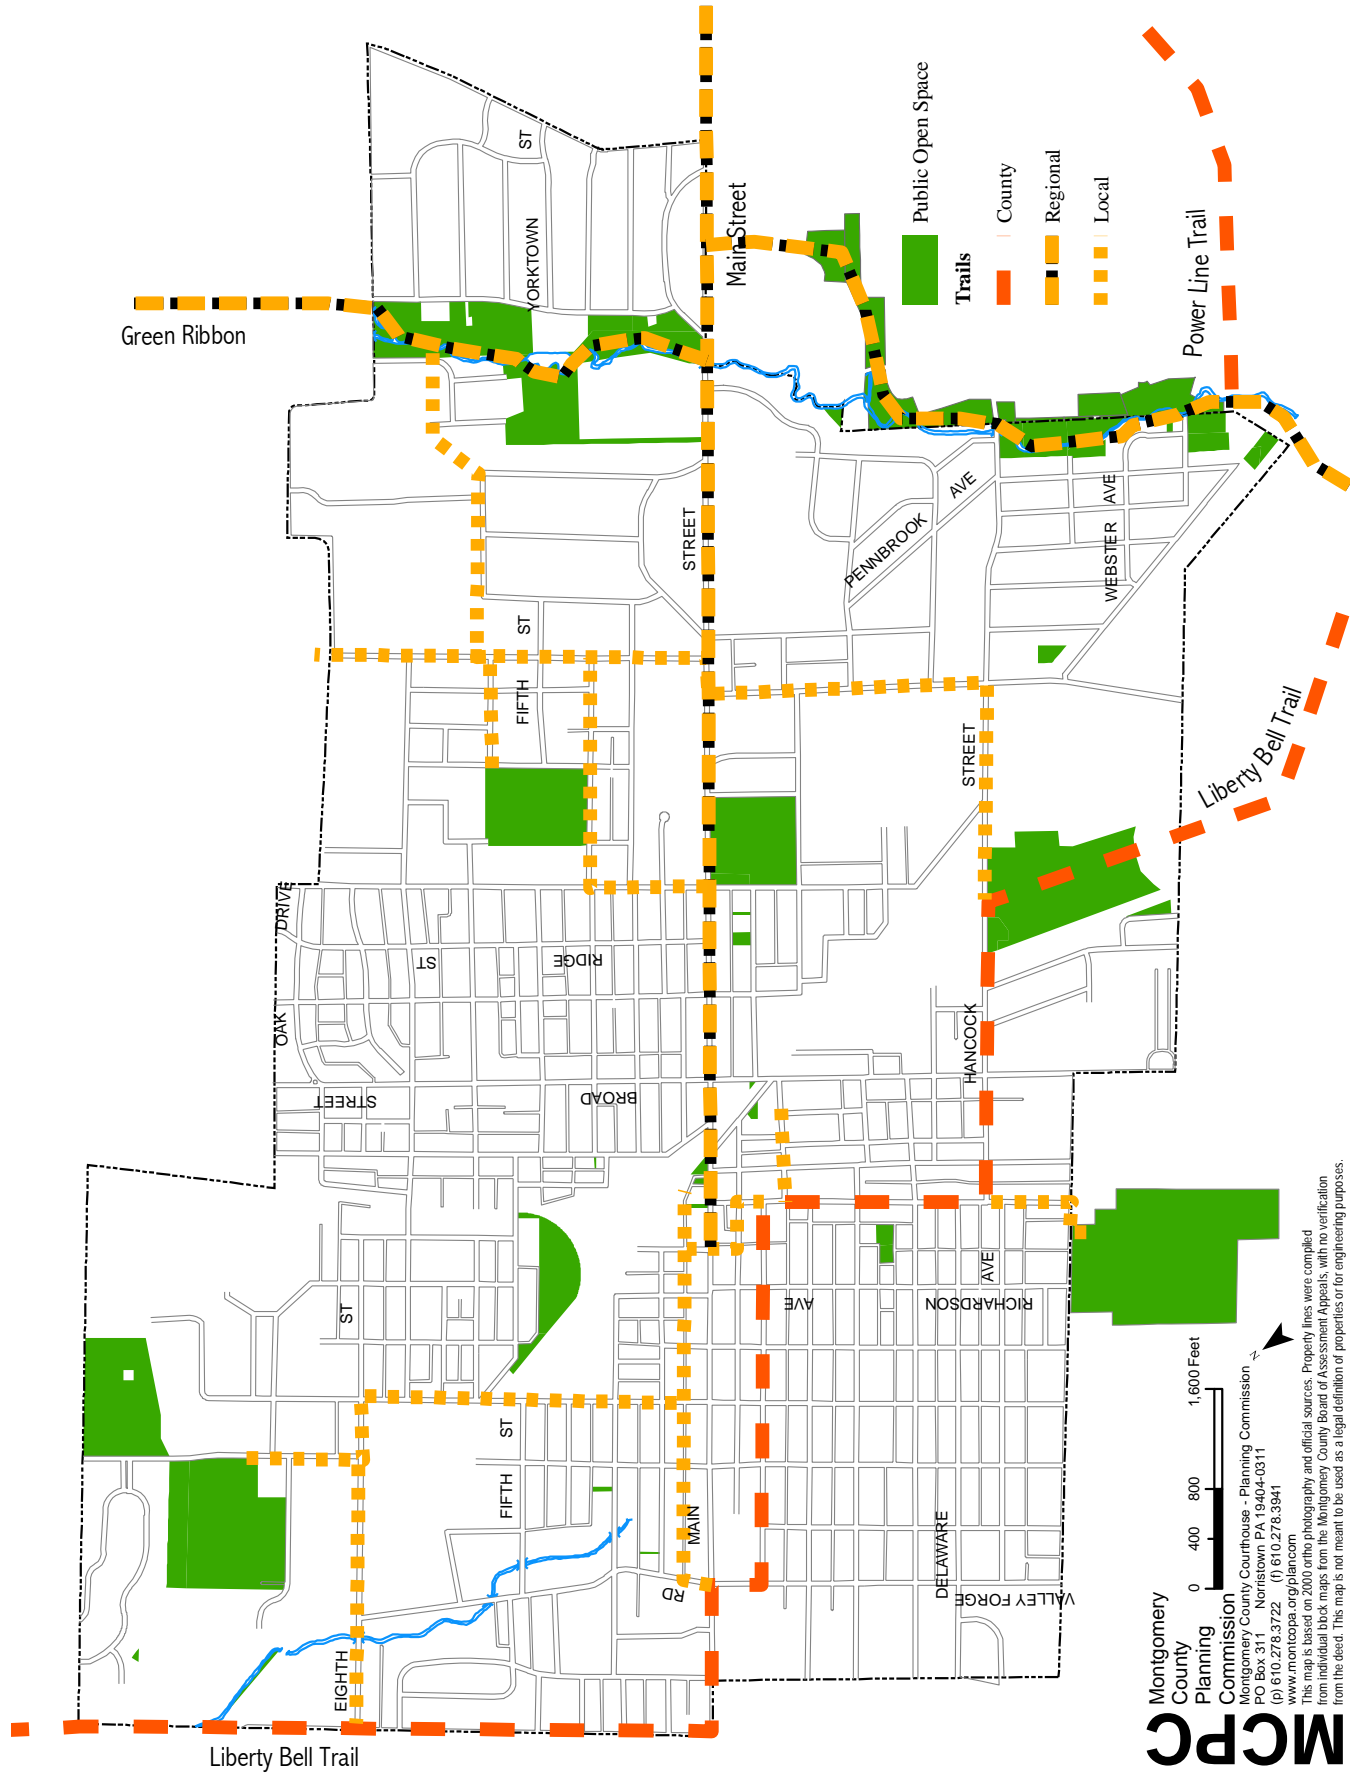 Green Ribbon
YORKTOWN
ST
Main Street
Public Open Space
Trails
County
Regional
Local
Power Line Trail
STREET
PENNBROOK
AVE
WEBSTER
AVE
FIFTH
ST
STREET
Liberty Bell Trail
OAK
DRIVE
ST
RIDGE
STREET
BROAD
HANCOCK
ST
AVE
AVE
RICHARDSON
FIFTH
ST
MAIN
RD
DELAWARE
VALLEY FORGE
EIGHTH
Liberty Bell Trail
0
400
800
1,600 Feet
N
MCPC
Montgomery
County
Planning
Commission
Montgomery County Courthouse - Planning Commission
PO Box 311 Norristown PA 19404-0311
(p) 610.278.3722 (f) 610.278.3941
www.montcopa.org/plancom
This map is based on 2000 ortho photography and official sources. Property lines were compiled
from individual block maps from the Montgomery County Board of Assessment Appeals, with no verification
from the deed. This map is not meant to be used as a legal definition of properties or for engineering purposes.